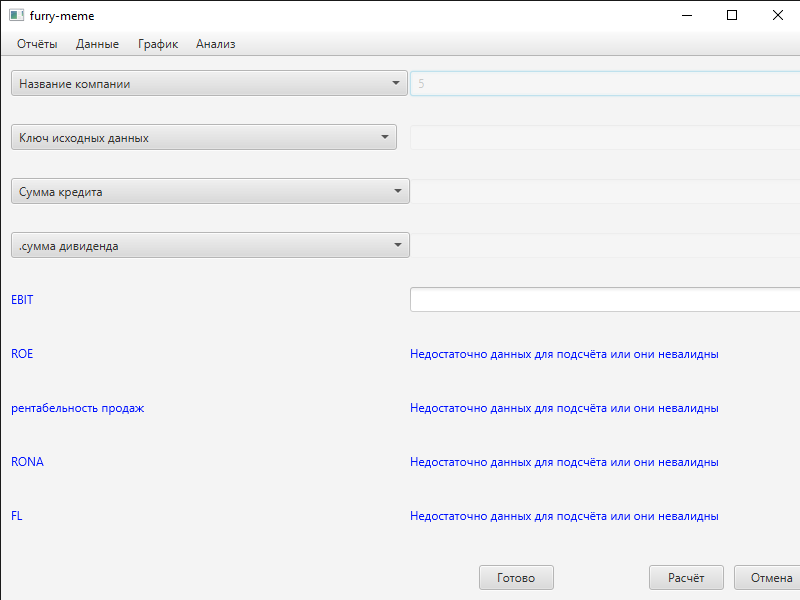 furry-meme
Отчёты Данные График Анализ
Название компании 5
Ключ исходных данных
Сумма кредита
.сумма дивиденда
EBIT
ROE Недостаточно данных для подсчёта или они невалидны
рентабельность продаж Недостаточно данных для подсчёта или они невалидны
RONA Недостаточно данных для подсчёта или они невалидны
FL Недостаточно данных для подсчёта или они невалидны
Готово Расчёт Отмена